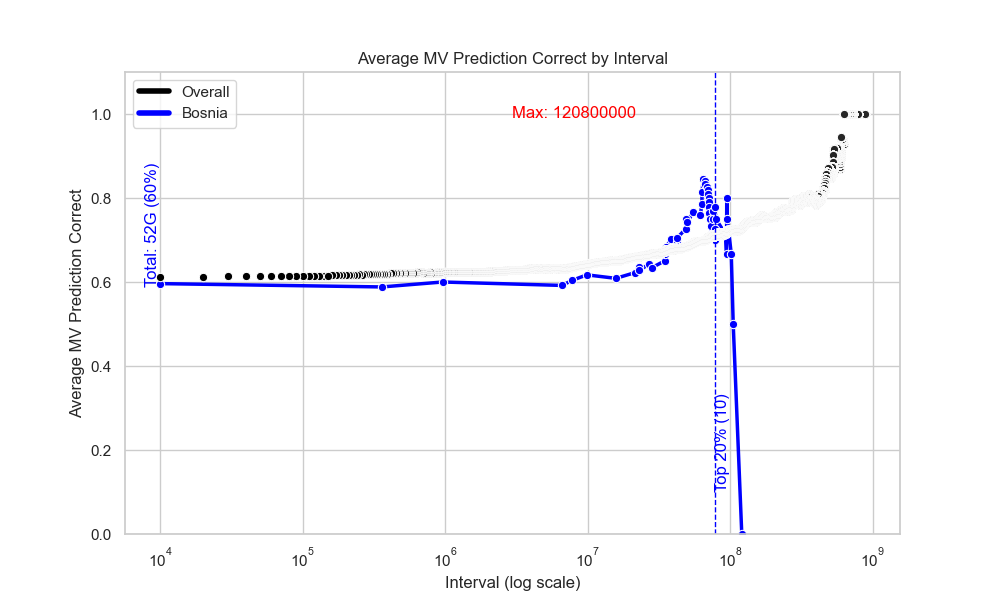 Average MV Prediction Correct by Interval
Overall
Bosnia
Max: 120800000
Total: 52G (60%)
Top 20% (10)
Average MV Prediction Correct
1.0
0.8
0.6
0.4
0.2
0.0
10^4
10^5
10^6
10^7
10^8
10^9
Interval (log scale)